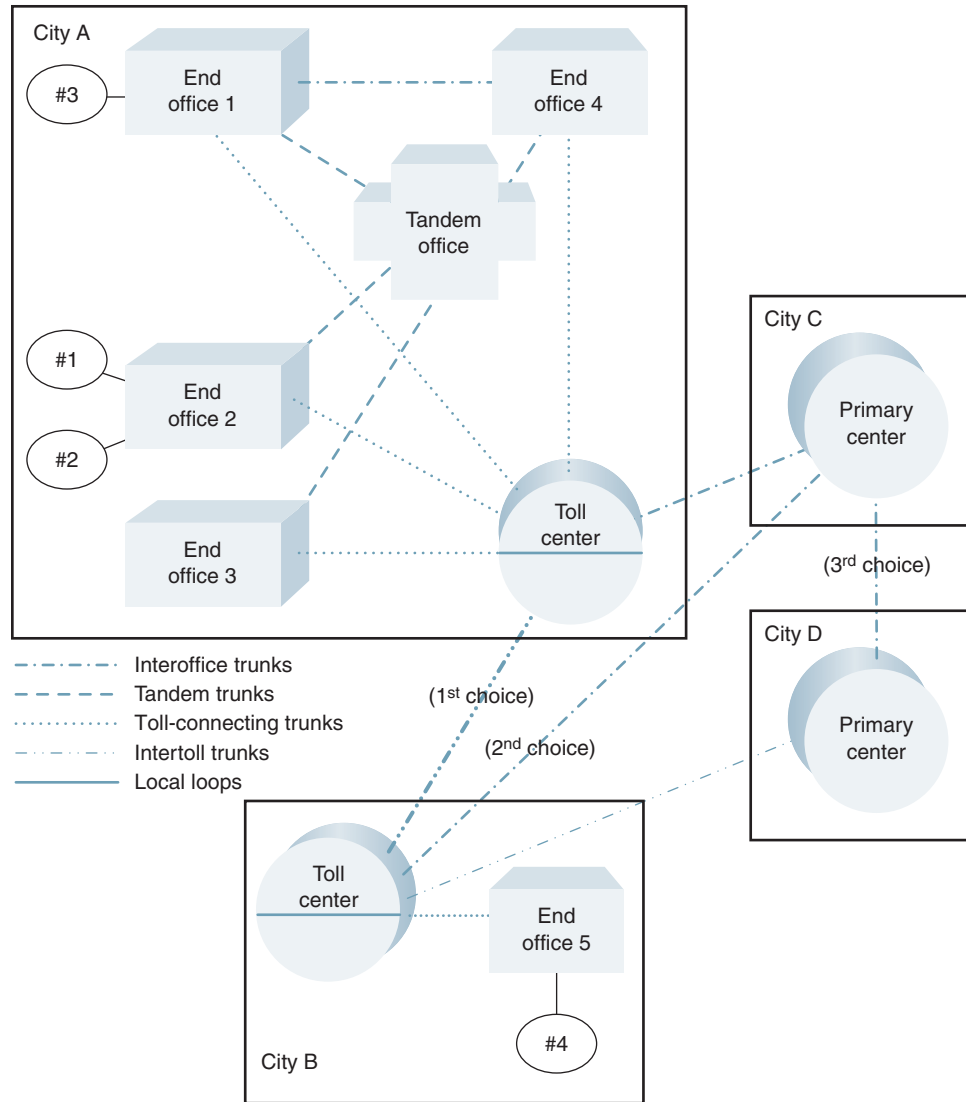 City A
#3
End
office 1
End
office 4
Tandem
office
#1
End
office 2
#2
End
office 3
Toll
center
City C
Primary
center
(3rd choice)
City D
Primary
center
Interoffice trunks
Tandem trunks
Toll-connecting trunks
Intertoll trunks
Local loops
(1st choice)
(2nd choice)
Toll
center
End
office 5
#4
City B